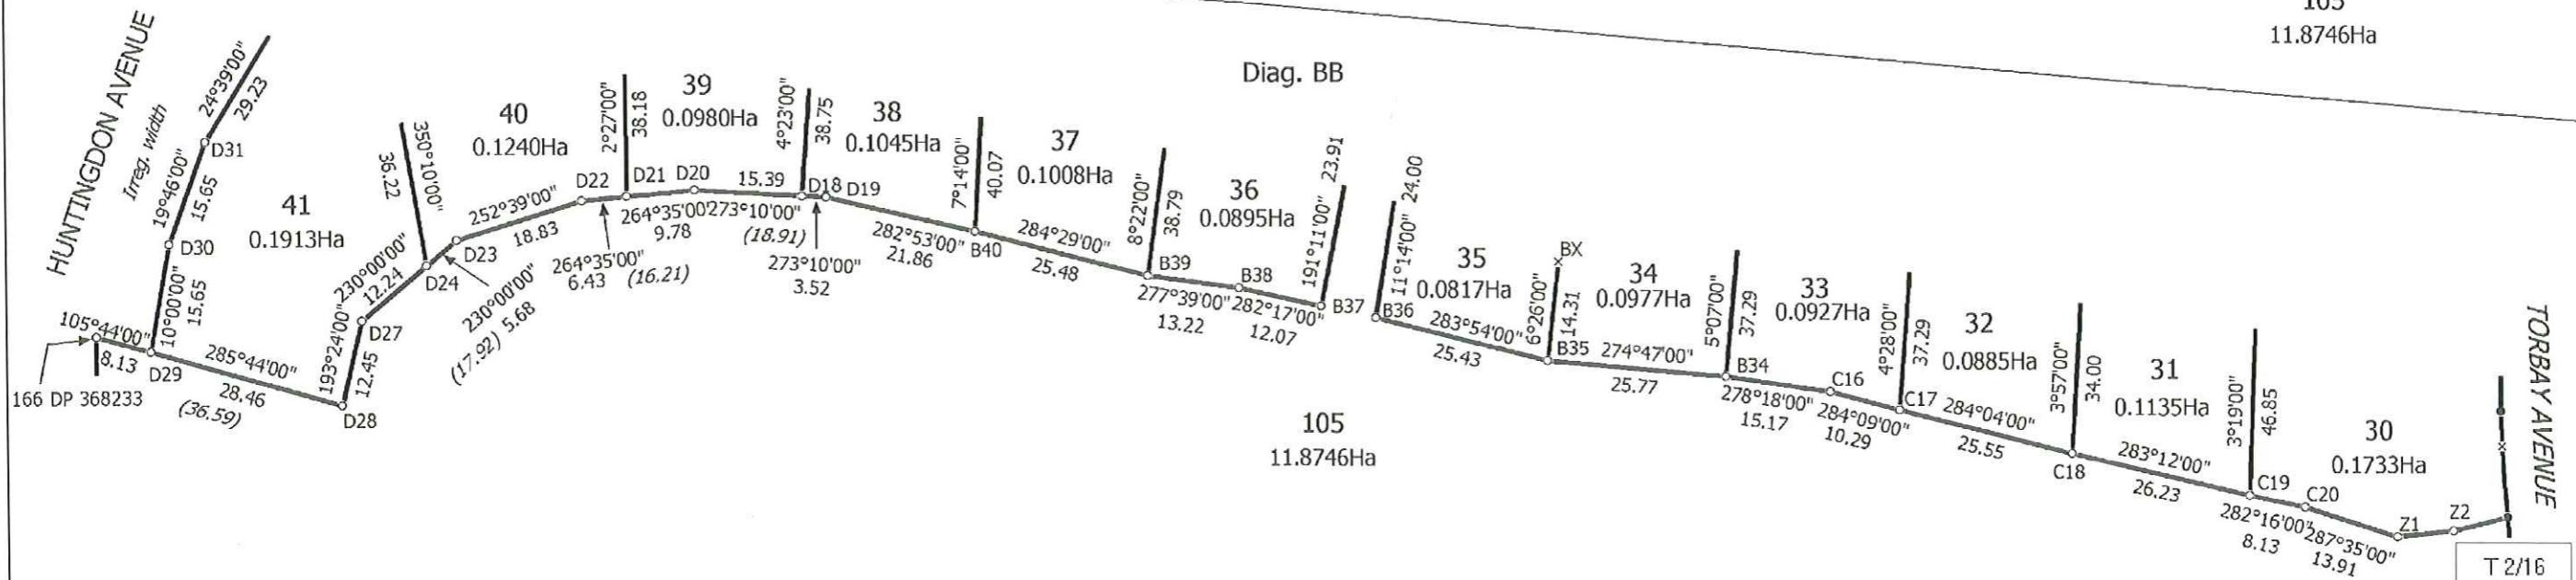 105
11.8746Ha
Diag. BB
HUNTINGDON AVENUE
Irreg. width
24°39'00"
29.23
D31
19°46'00"
15.65
D30
10°00'00"
15.65
41
0.1913Ha
105°44'00"
8.13
D29
166 DP 368233
285°44'00"
28.46
(36.59)
D28
193°24'00"
12.45
D27
230°00'00"
12.24
D24
350°10'00"
36.22
D23
230°00'00"
5.68
(17.92)
40
0.1240Ha
252°39'00"
18.83
D22
264°35'00"
6.43
(16.21)
2°27'00"
38.18
D21
264°35'00"
9.78
39
0.0980Ha
D20
15.39
273°10'00"
(18.91)
4°23'00"
38.75
D18
D19
273°10'00"
3.52
38
0.1045Ha
282°53'00"
21.86
B40
7°14'00"
40.07
37
0.1008Ha
284°29'00"
25.48
B39
8°22'00"
38.79
36
0.0895Ha
277°39'00"
13.22
B38
282°17'00"
12.07
B37
191°11'00"
23.91
B36
11°14'00"
24.00
35
0.0817Ha
283°54'00"
25.43
B35
6°26'00"
14.31
BX
34
0.0977Ha
274°47'00"
25.77
B34
5°07'00"
37.29
33
0.0927Ha
278°18'00"
15.17
C16
284°09'00"
10.29
C17
4°28'00"
37.29
32
0.0885Ha
284°04'00"
25.55
C18
3°57'00"
34.00
31
0.1135Ha
283°12'00"
26.23
C19
3°19'00"
46.85
30
0.1733Ha
282°16'00"
8.13
C20
287°35'00"
13.91
Z1
Z2
TORBAY AVENUE
T 2/16
105
11.8746Ha